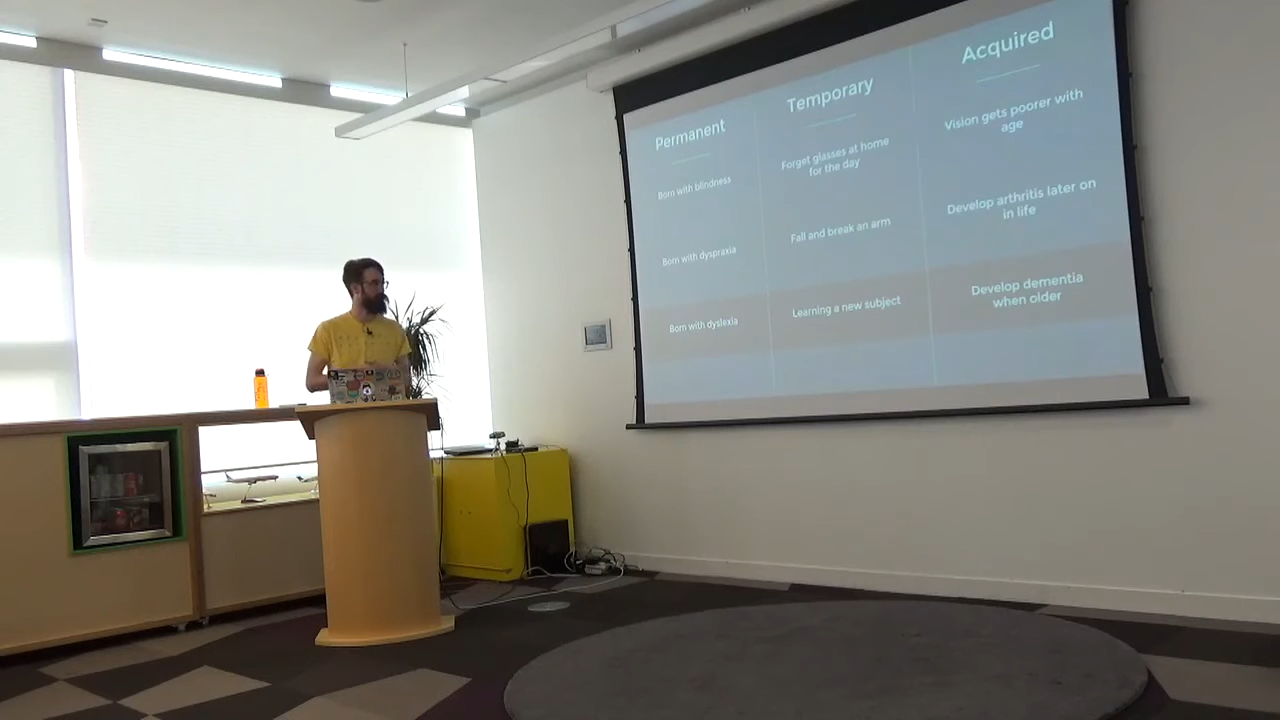 Permanent
Born with blindness
Born with dyspraxia
Born with dyslexia
Temporary
Forget glasses at home
for the day
Fall and break an arm
Learning a new subject
Acquired
Vision gets poorer with
age
Develop arthritis later on
in life
Develop dementia
when older